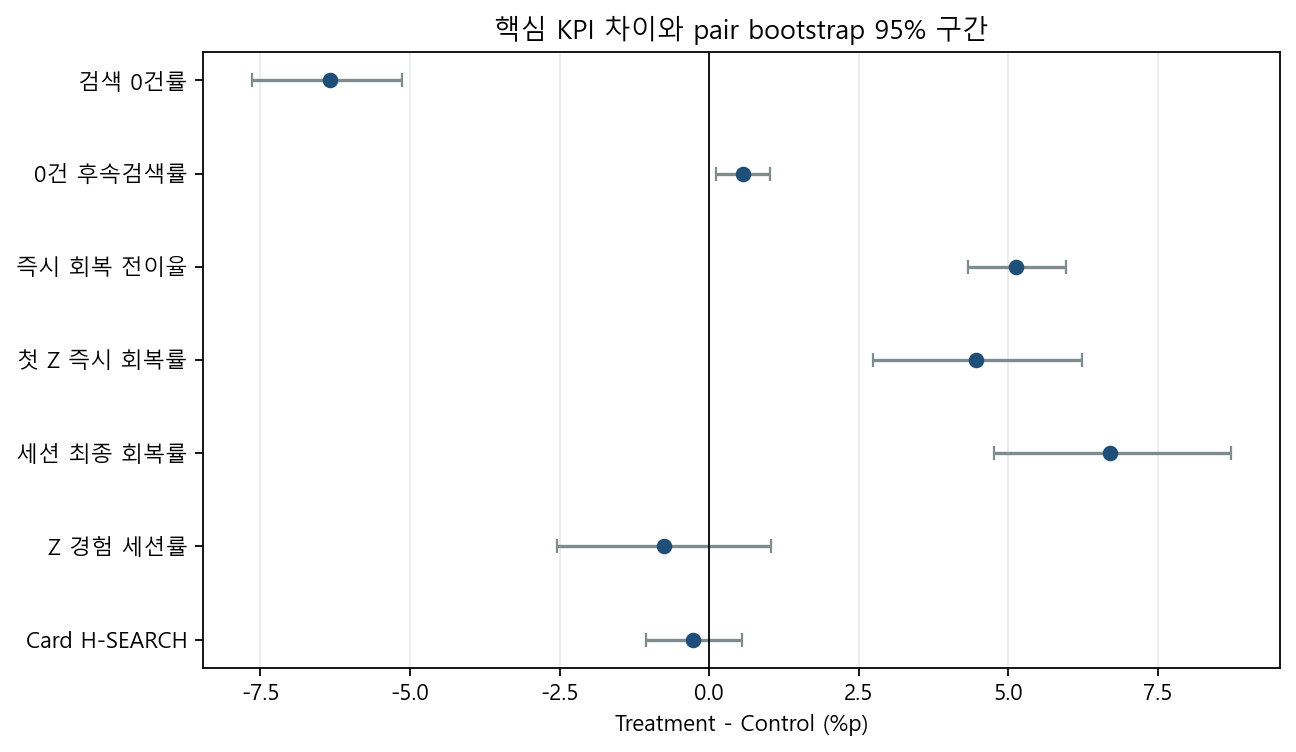 핵심 KPI 차이와 pair bootstrap 95% 구간
검색 0건률
0건 후속검색률
즉시 회복 전이율
첫 Z 즉시 회복률
세션 최종 회복률
Z 경험 세션률
Card H-SEARCH
-7.5 -5.0 -2.5 0.0 2.5 5.0 7.5
Treatment - Control (%p)